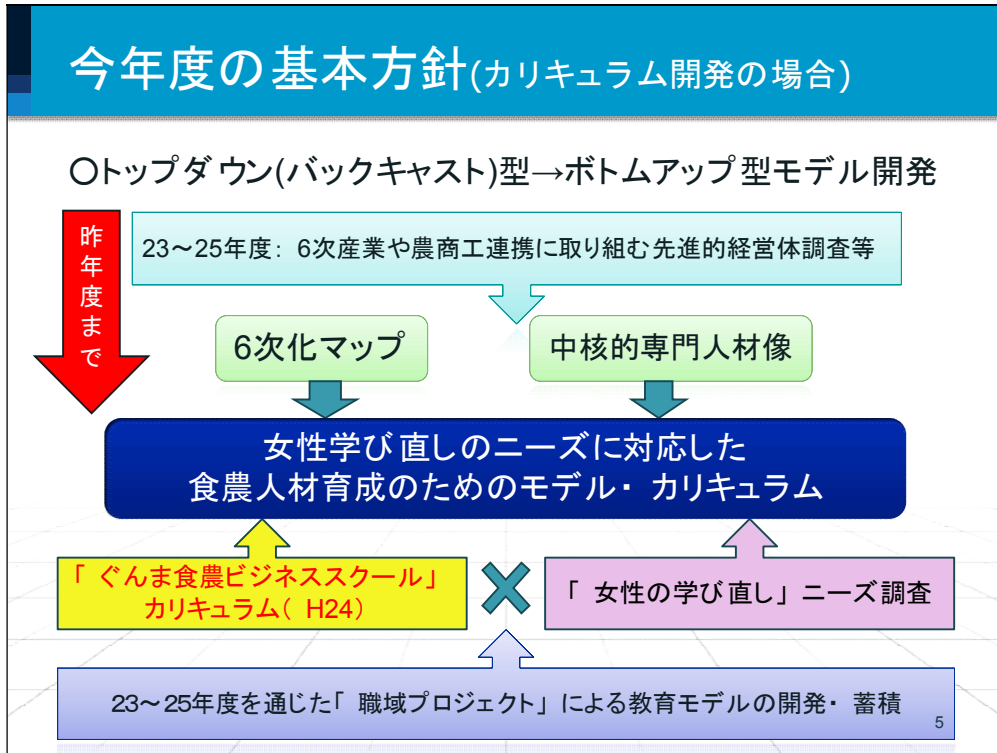 今年度の基本方針(カリキュラム開発の場合)
〇トップダウン(バックキャスト)型→ボトムアップ型モデル開発
昨年度まで
23～25年度: 6次産業や農商工連携に取り組む先進的経営体調査等
6次化マップ
中核的専門人材像
女性学び直しのニーズに対応した
食農人材育成のためのモデル・カリキュラム
「ぐんま食農ビジネススクール」
カリキュラム(H24)
「女性の学び直し」ニーズ調査
23～25年度を通じた「職域プロジェクト」による教育モデルの開発・蓄積
5